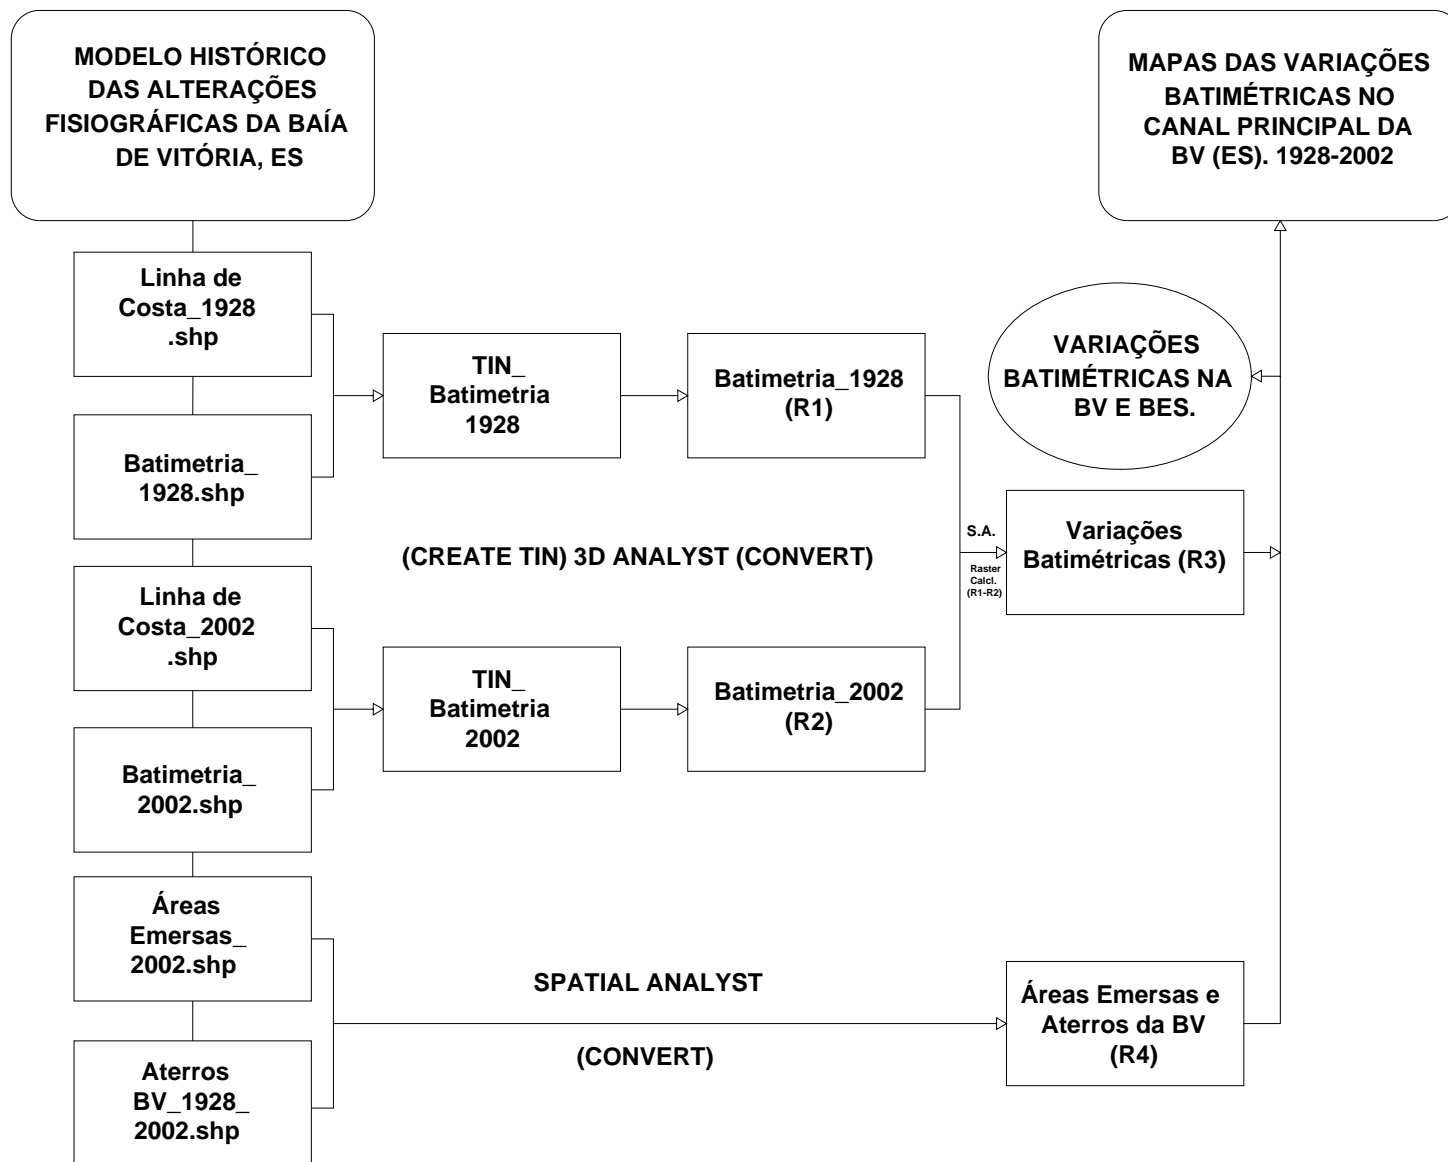 MODELO HISTÓRICO
DAS ALTERAÇÕES
FISIOGRÁFICAS DA BAÍA
DE VITÓRIA, ES
MAPAS DAS VARIAÇÕES
BATIMÉTRICAS NO
CANAL PRINCIPAL DA
BV (ES). 1928-2002
Linha de
Costa_1928
.shp
Batimetria_
1928.shp
TIN_
Batimetria
1928
Batimetria_1928
(R1)
VARIAÇÕES
BATIMÉTRICAS NA
BV E BES.
(CREATE TIN) 3D ANALYST (CONVERT)
S.A.
Raster
Calcl.
(R1-R2)
Variações
Batimétricas (R3)
Linha de
Costa_2002
.shp
Batimetria_
2002.shp
TIN_
Batimetria
2002
Batimetria_2002
(R2)
Áreas
Emersas_
2002.shp
Aterros
BV_1928_
2002.shp
SPATIAL ANALYST
(CONVERT)
Áreas Emersas e
Aterros da BV
(R4)